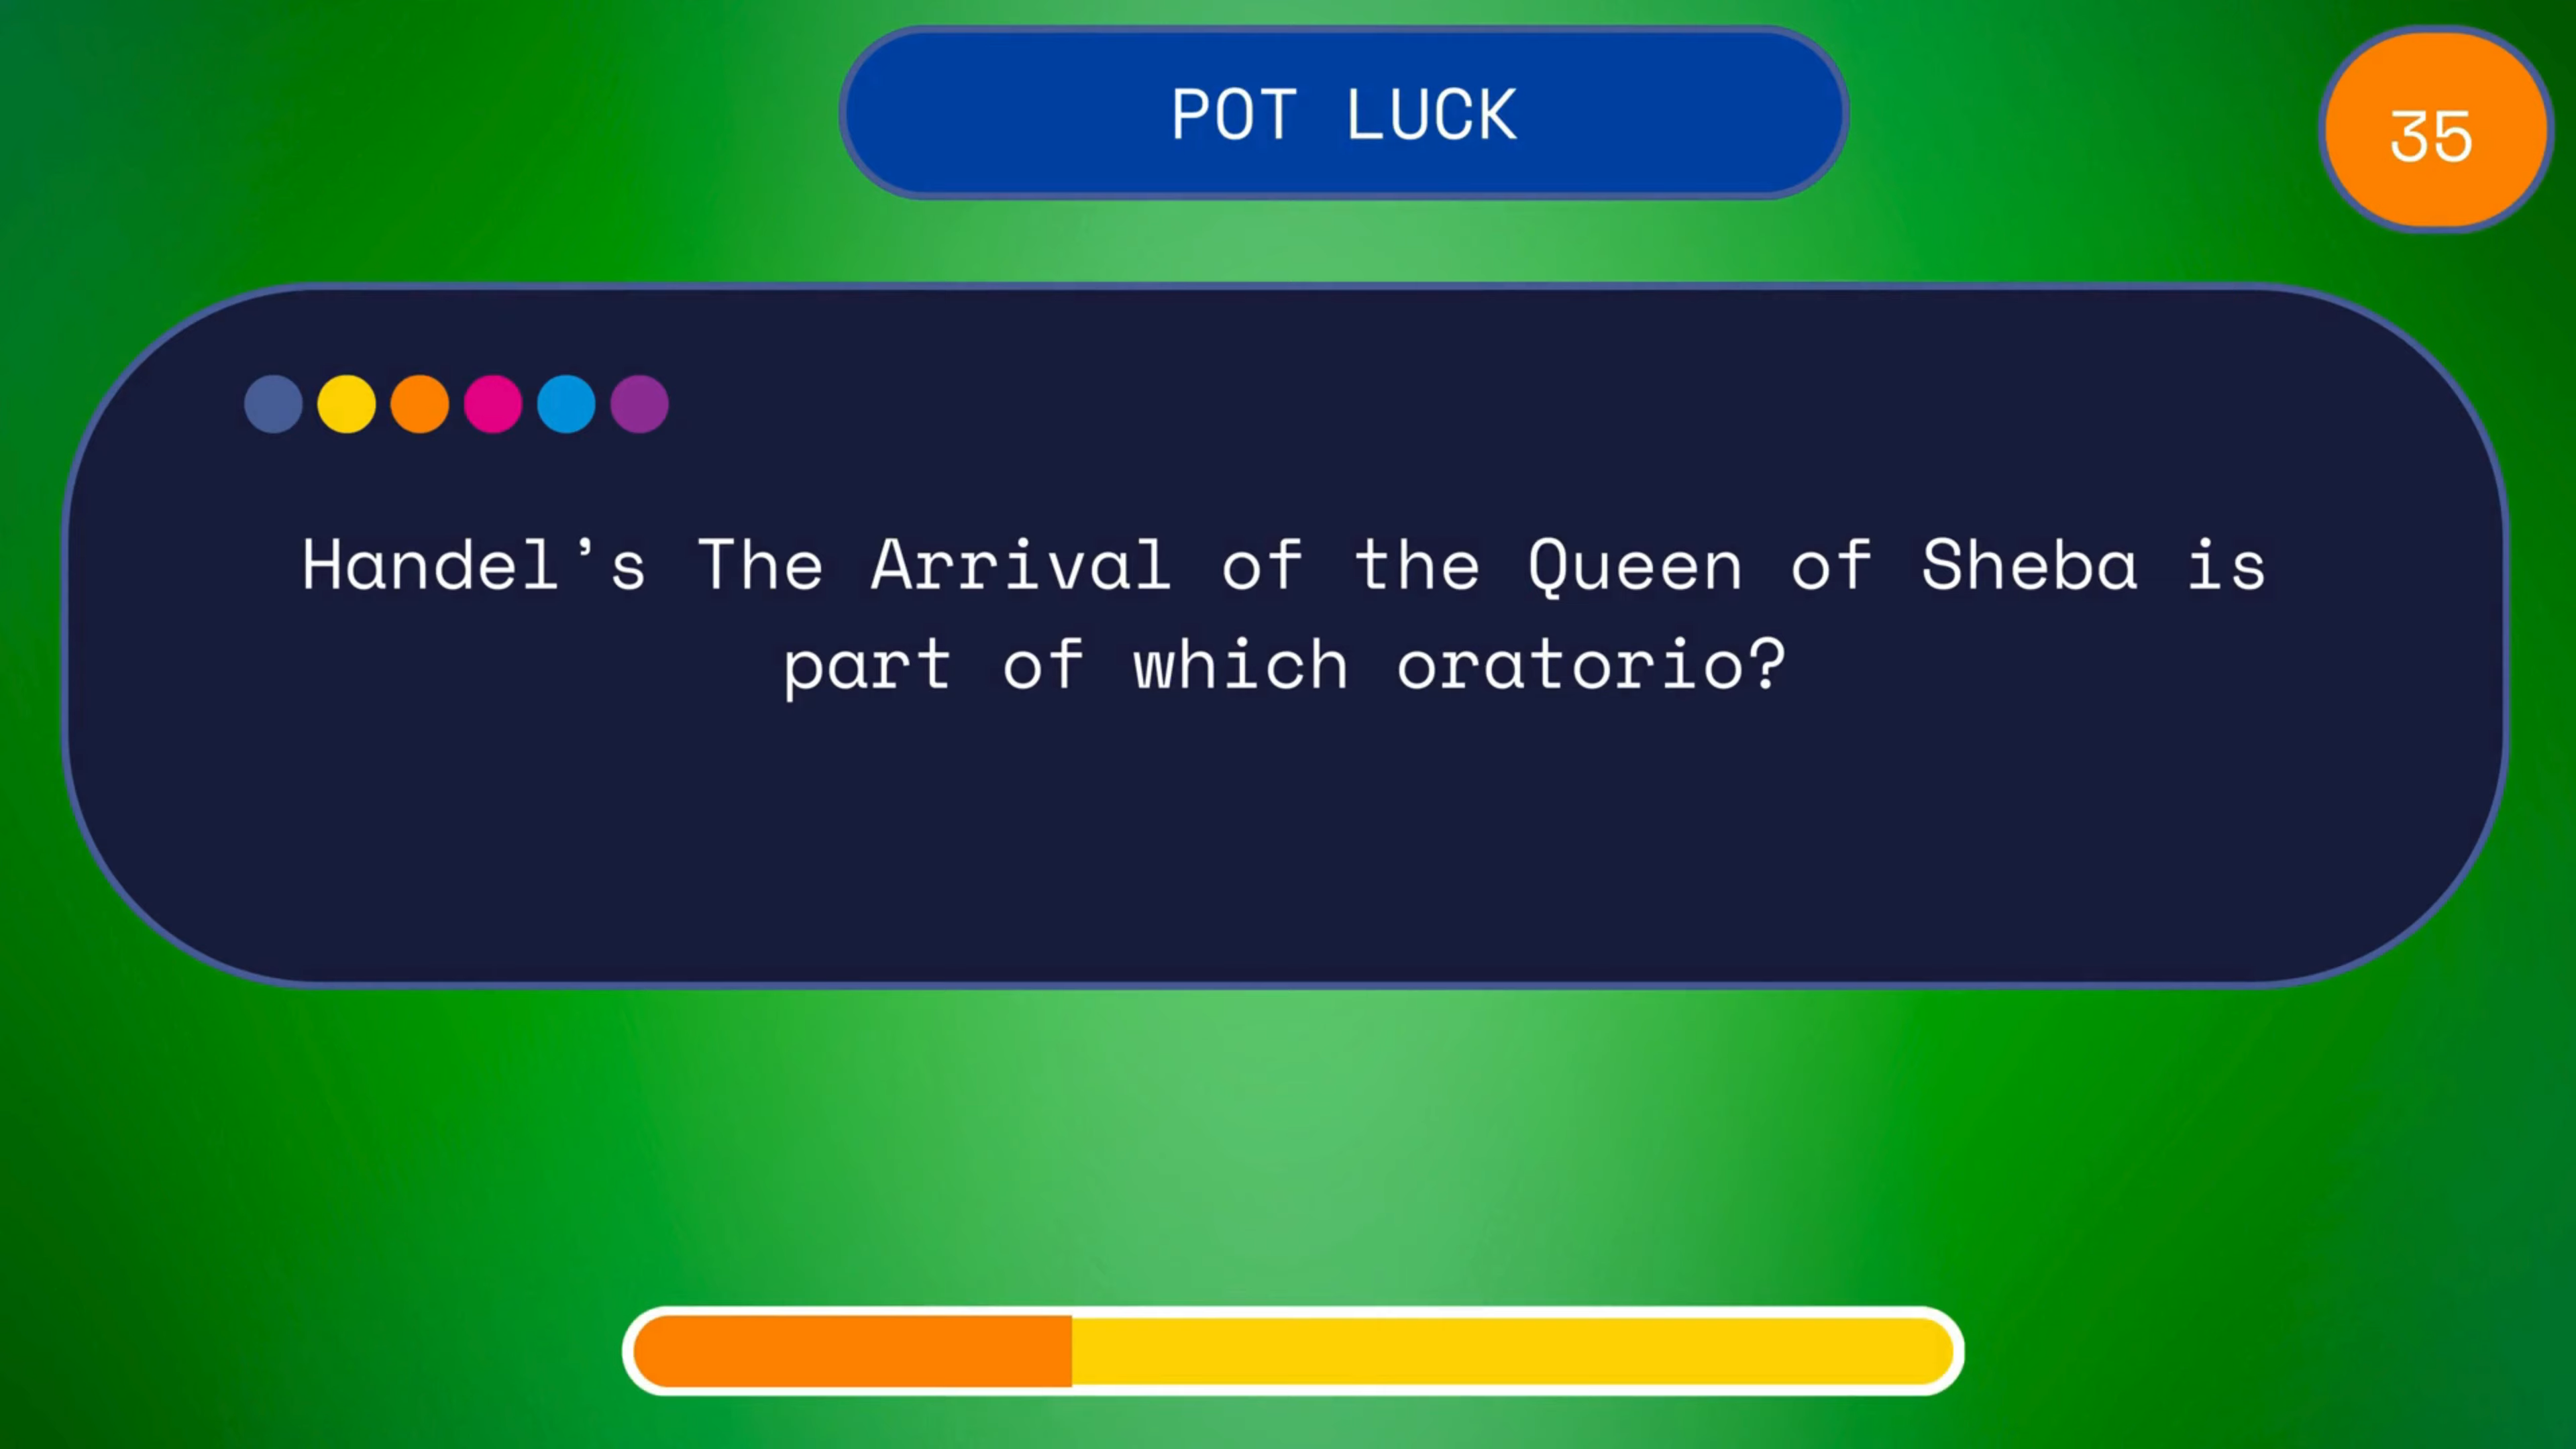 POT LUCK
35
Handel’s The Arrival of the Queen of Sheba is
part of which oratorio?